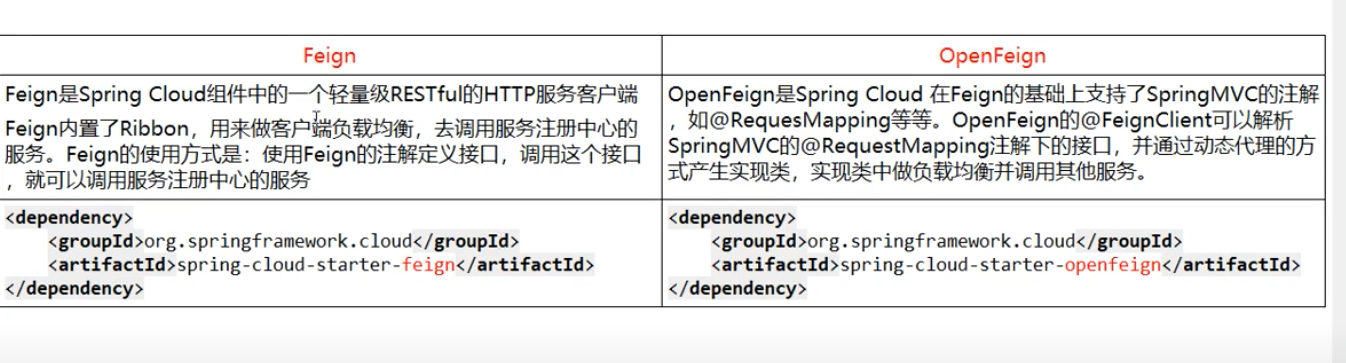 Feign
OpenFeign
Feign是Spring Cloud组件中的一个轻量级RESTful的HTTP服务客户端
Feign内置了Ribbon，用来做客户端负载均衡，去调用服务注册中心的
服务。Feign的使用方式是：使用Feign的注解定义接口，调用这个接口
，就可以调用服务注册中心的服务
OpenFeign是Spring Cloud 在Feign的基础上支持了SpringMVC的注解
，如@RequesMapping等等。OpenFeign的@FeignClient可以解析
SpringMVC的@RequestMapping注解下的接口，并通过动态代理的方
式产生实现类，实现类中做负载均衡并调用其他服务。
<dependency>
    <groupId>org.springframework.cloud</groupId>
    <artifactId>spring-cloud-starter-feign</artifactId>
</dependency>
<dependency>
    <groupId>org.springframework.cloud</groupId>
    <artifactId>spring-cloud-starter-openfeign</artifactId>
</dependency>